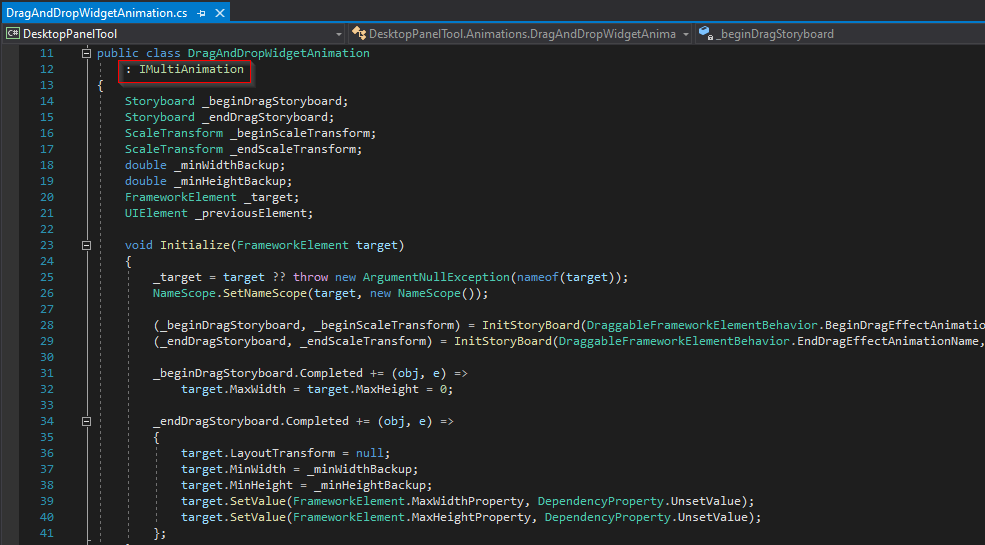 DragAndDropWidgetAnimation.cs
C# DesktopPanelTool DesktopPanelTool.Animations.DragAndDropWidgetAnima _beginDragStoryboard
11 public class DragAndDropWidgetAnimation
12 : IMultiAnimation
13 {
14 Storyboard _beginDragStoryboard;
15 Storyboard _endDragStoryboard;
16 ScaleTransform _beginScaleTransform;
17 ScaleTransform _endScaleTransform;
18 double _minWidthBackup;
19 double _minHeightBackup;
20 FrameworkElement _target;
21 UIElement _previousElement;
22
23 void Initialize(FrameworkElement target)
24 {
25 _target = target ?? throw new ArgumentNullException(nameof(target));
26 NameScope.SetNameScope(target, new NameScope());
27
28 (_beginDragStoryboard, _beginScaleTransform) = InitStoryBoard(DraggableFrameworkElementBehavior.BeginDragEffectAnimation
29 (_endDragStoryboard, _endScaleTransform) = InitStoryBoard(DraggableFrameworkElementBehavior.EndDragEffectAnimationName,
30
31 _beginDragStoryboard.Completed += (obj, e) =>
32 target.MaxWidth = target.MaxHeight = 0;
33
34 _endDragStoryboard.Completed += (obj, e) =>
35 {
36 target.LayoutTransform = null;
37 target.MinWidth = _minWidthBackup;
38 target.MinHeight = _minHeightBackup;
39 target.SetValue(FrameworkElement.MaxWidthProperty, DependencyProperty.UnsetValue);
40 target.SetValue(FrameworkElement.MaxHeightProperty, DependencyProperty.UnsetValue);
41 };